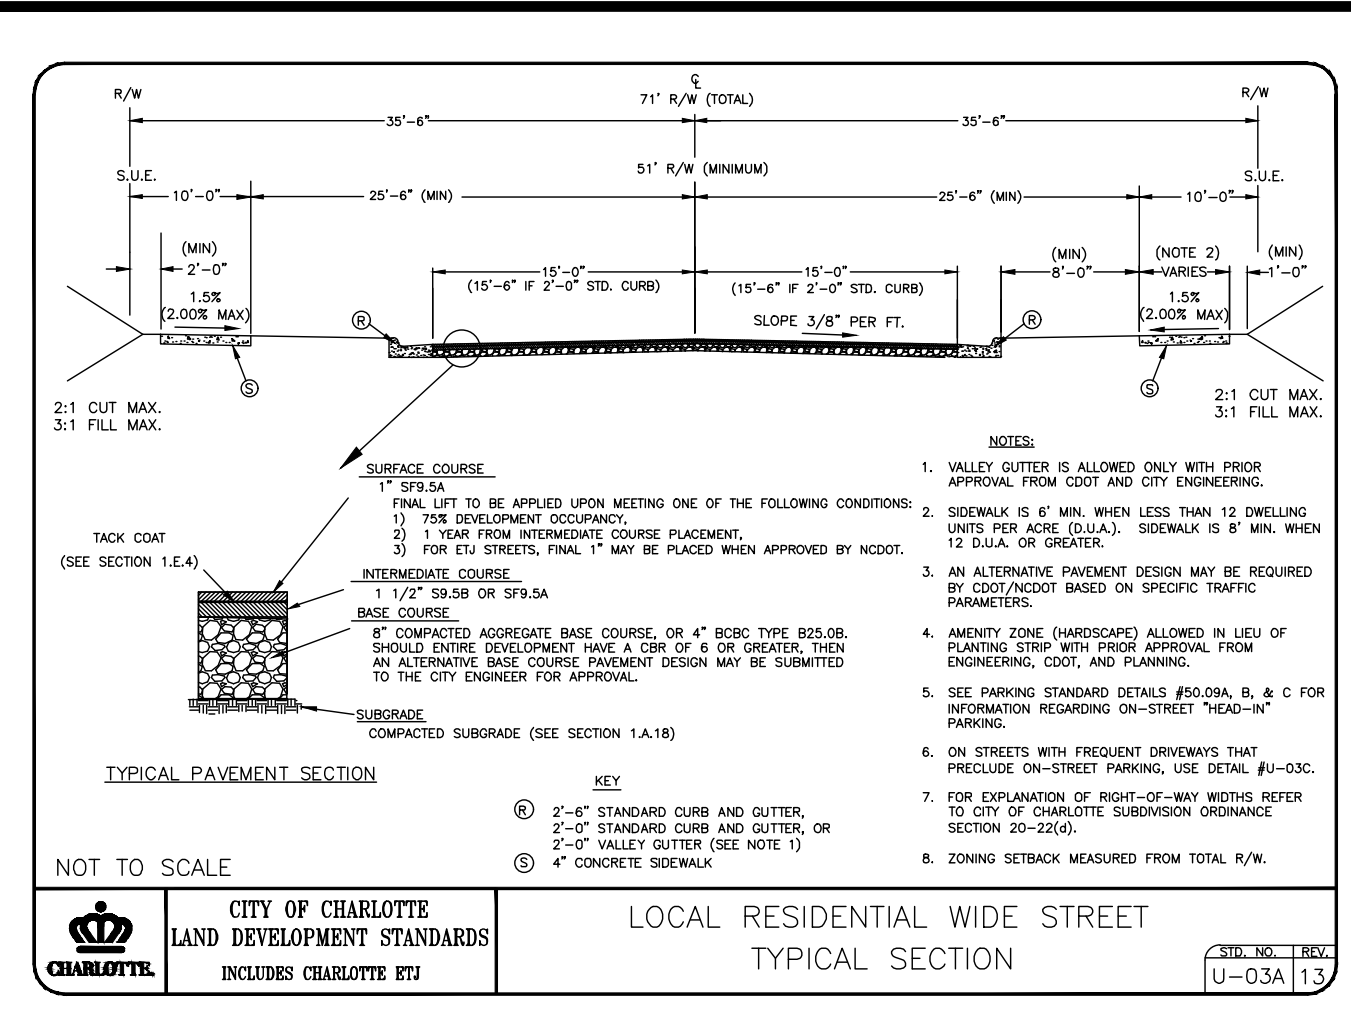 ℄
R/W
71' R/W (TOTAL)
R/W
35'-6"
35'-6"
51' R/W (MINIMUM)
S.U.E.
S.U.E.
10'-0"
25'-6" (MIN)
25'-6" (MIN)
10'-0"
(MIN)
2'-0"
15'-0"
(15'-6" IF 2'-0" STD. CURB)
15'-0"
(15'-6" IF 2'-0" STD. CURB)
(MIN)
8'-0"
(NOTE 2)
VARIES
(MIN)
1'-0"
1.5%
(2.00% MAX)
R
SLOPE 3/8" PER FT.
R
1.5%
(2.00% MAX)
S
S
2:1 CUT MAX.
3:1 FILL MAX.
2:1 CUT MAX.
3:1 FILL MAX.
SURFACE COURSE
1" SF9.5A
FINAL LIFT TO BE APPLIED UPON MEETING ONE OF THE FOLLOWING CONDITIONS:
1) 75% DEVELOPMENT OCCUPANCY,
2) 1 YEAR FROM INTERMEDIATE COURSE PLACEMENT,
3) FOR ETJ STREETS, FINAL 1" MAY BE PLACED WHEN APPROVED BY NCDOT.
TACK COAT
(SEE SECTION 1.E.4)
INTERMEDIATE COURSE
1 1/2" S9.5B OR SF9.5A
BASE COURSE
8" COMPACTED AGGREGATE BASE COURSE, OR 4" BCBC TYPE B25.0B.
SHOULD ENTIRE DEVELOPMENT HAVE A CBR OF 6 OR GREATER, THEN
AN ALTERNATIVE BASE COURSE PAVEMENT DESIGN MAY BE SUBMITTED
TO THE CITY ENGINEER FOR APPROVAL.
SUBGRADE
COMPACTED SUBGRADE (SEE SECTION 1.A.18)
TYPICAL PAVEMENT SECTION
KEY
R 2'-6" STANDARD CURB AND GUTTER,
2'-0" STANDARD CURB AND GUTTER, OR
2'-0" VALLEY GUTTER (SEE NOTE 1)
S 4" CONCRETE SIDEWALK
NOTES:
1. VALLEY GUTTER IS ALLOWED ONLY WITH PRIOR
APPROVAL FROM CDOT AND CITY ENGINEERING.
2. SIDEWALK IS 6' MIN. WHEN LESS THAN 12 DWELLING
UNITS PER ACRE (D.U.A.). SIDEWALK IS 8' MIN. WHEN
12 D.U.A. OR GREATER.
3. AN ALTERNATIVE PAVEMENT DESIGN MAY BE REQUIRED
BY CDOT/NCDOT BASED ON SPECIFIC TRAFFIC
PARAMETERS.
4. AMENITY ZONE (HARDSCAPE) ALLOWED IN LIEU OF
PLANTING STRIP WITH PRIOR APPROVAL FROM
ENGINEERING, CDOT, AND PLANNING.
5. SEE PARKING STANDARD DETAILS #50.09A, B, & C FOR
INFORMATION REGARDING ON-STREET "HEAD-IN"
PARKING.
6. ON STREETS WITH FREQUENT DRIVEWAYS THAT
PRECLUDE ON-STREET PARKING, USE DETAIL #U-03C.
7. FOR EXPLANATION OF RIGHT-OF-WAY WIDTHS REFER
TO CITY OF CHARLOTTE SUBDIVISION ORDINANCE
SECTION 20-22(d).
8. ZONING SETBACK MEASURED FROM TOTAL R/W.
NOT TO SCALE
CHARLOTTE.
CITY OF CHARLOTTE
LAND DEVELOPMENT STANDARDS
INCLUDES CHARLOTTE ETJ
LOCAL RESIDENTIAL WIDE STREET
TYPICAL SECTION
STD. NO. REV.
U-03A 13